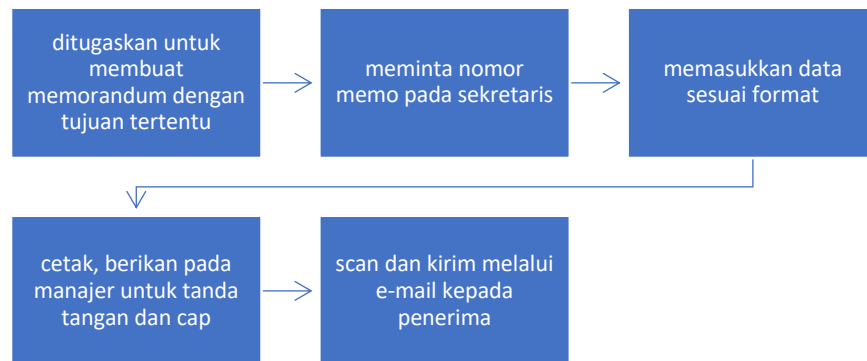 ditugaskan untuk
membuat
memorandum dengan
tujuan tertentu
meminta nomor
memo pada sekretaris
memasukkan data
sesuai format
cetak, berikan pada
manajer untuk tanda
tangan dan cap
scan dan kirim melalui
e-mail kepada
penerima